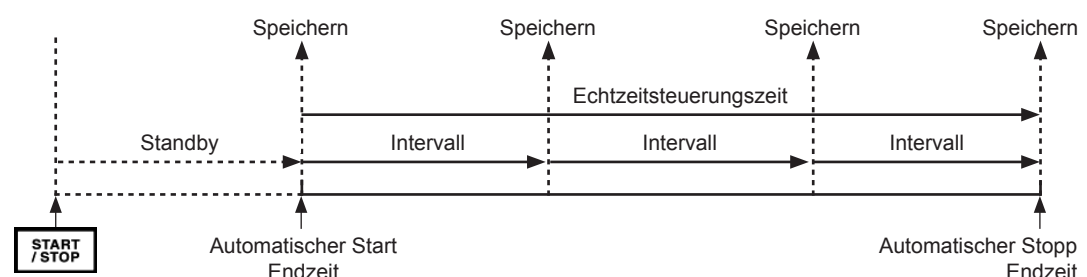 Speichern Speichern Speichern Speichern
Echtzeitsteuerungszeit
Standby Intervall Intervall Intervall
START
/ STOP
Automatischer Start
Endzeit
Automatischer Stopp
Endzeit